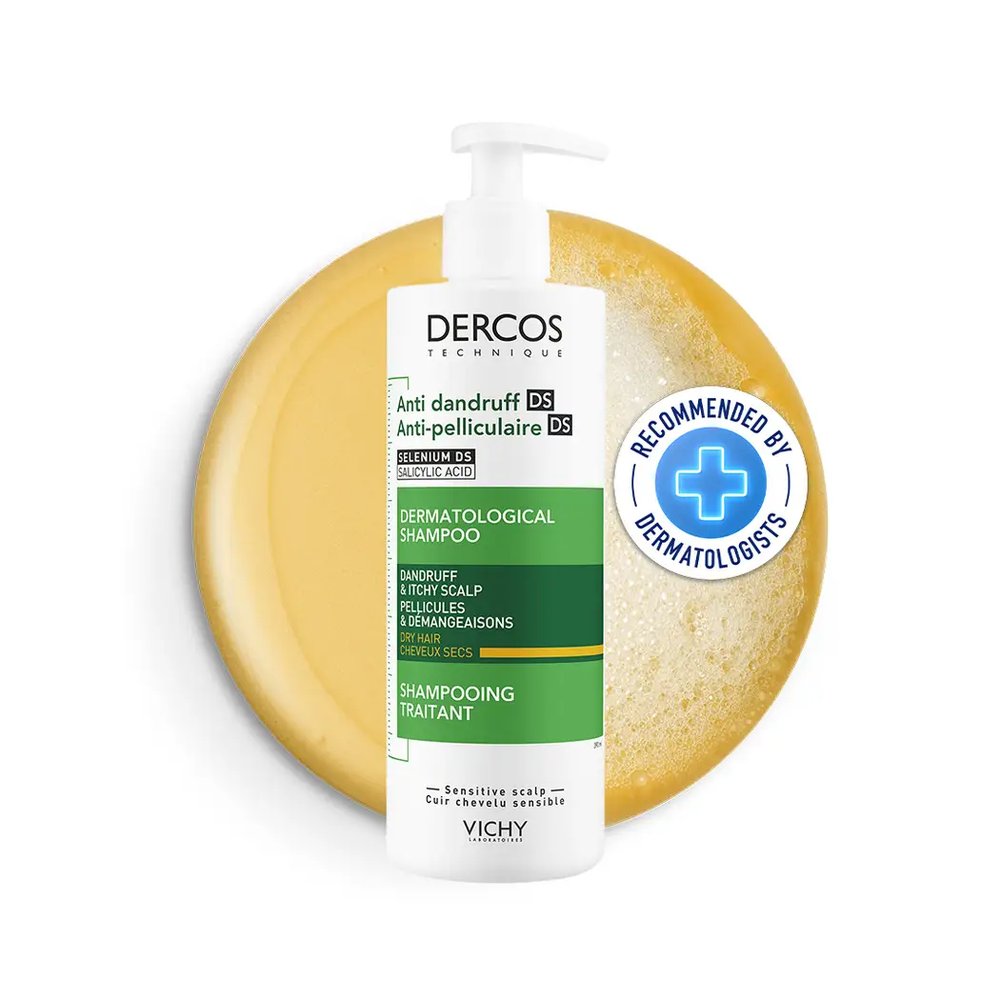 DERCOS
TECHNIQUE
Anti dandruff DS
Anti-pelliculaire DS
SELENIUM DS
SALICYLIC ACID
DERMATOLOGICAL
SHAMPOO
DANDRUFF
& ITCHY SCALP
PELLICULES
& DÉMANGEAISONS
DRY HAIR
CHEVEUX SECS
SHAMPOOING
TRAITANT
Sensitive scalp
Cuir chevelu sensible
VICHY
LABORATOIRES
RECOMMENDED BY
DERMATOLOGISTS